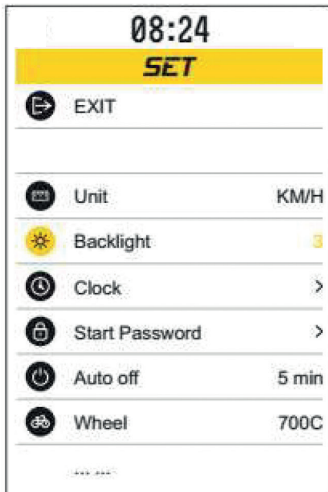 08:24
SET
EXIT
Unit KM/H
Backlight 3
Clock >
Start Password >
Auto off 5 min
Wheel 700C
... ...